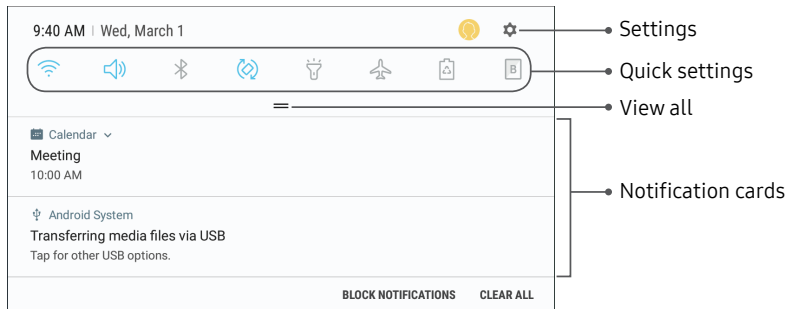 9:40 AM | Wed, March 1
Settings
Quick settings
B
View all
Calendar
Meeting
10:00 AM
Notification cards
Android System
Transferring media files via USB
Tap for other USB options.
BLOCK NOTIFICATIONS CLEAR ALL